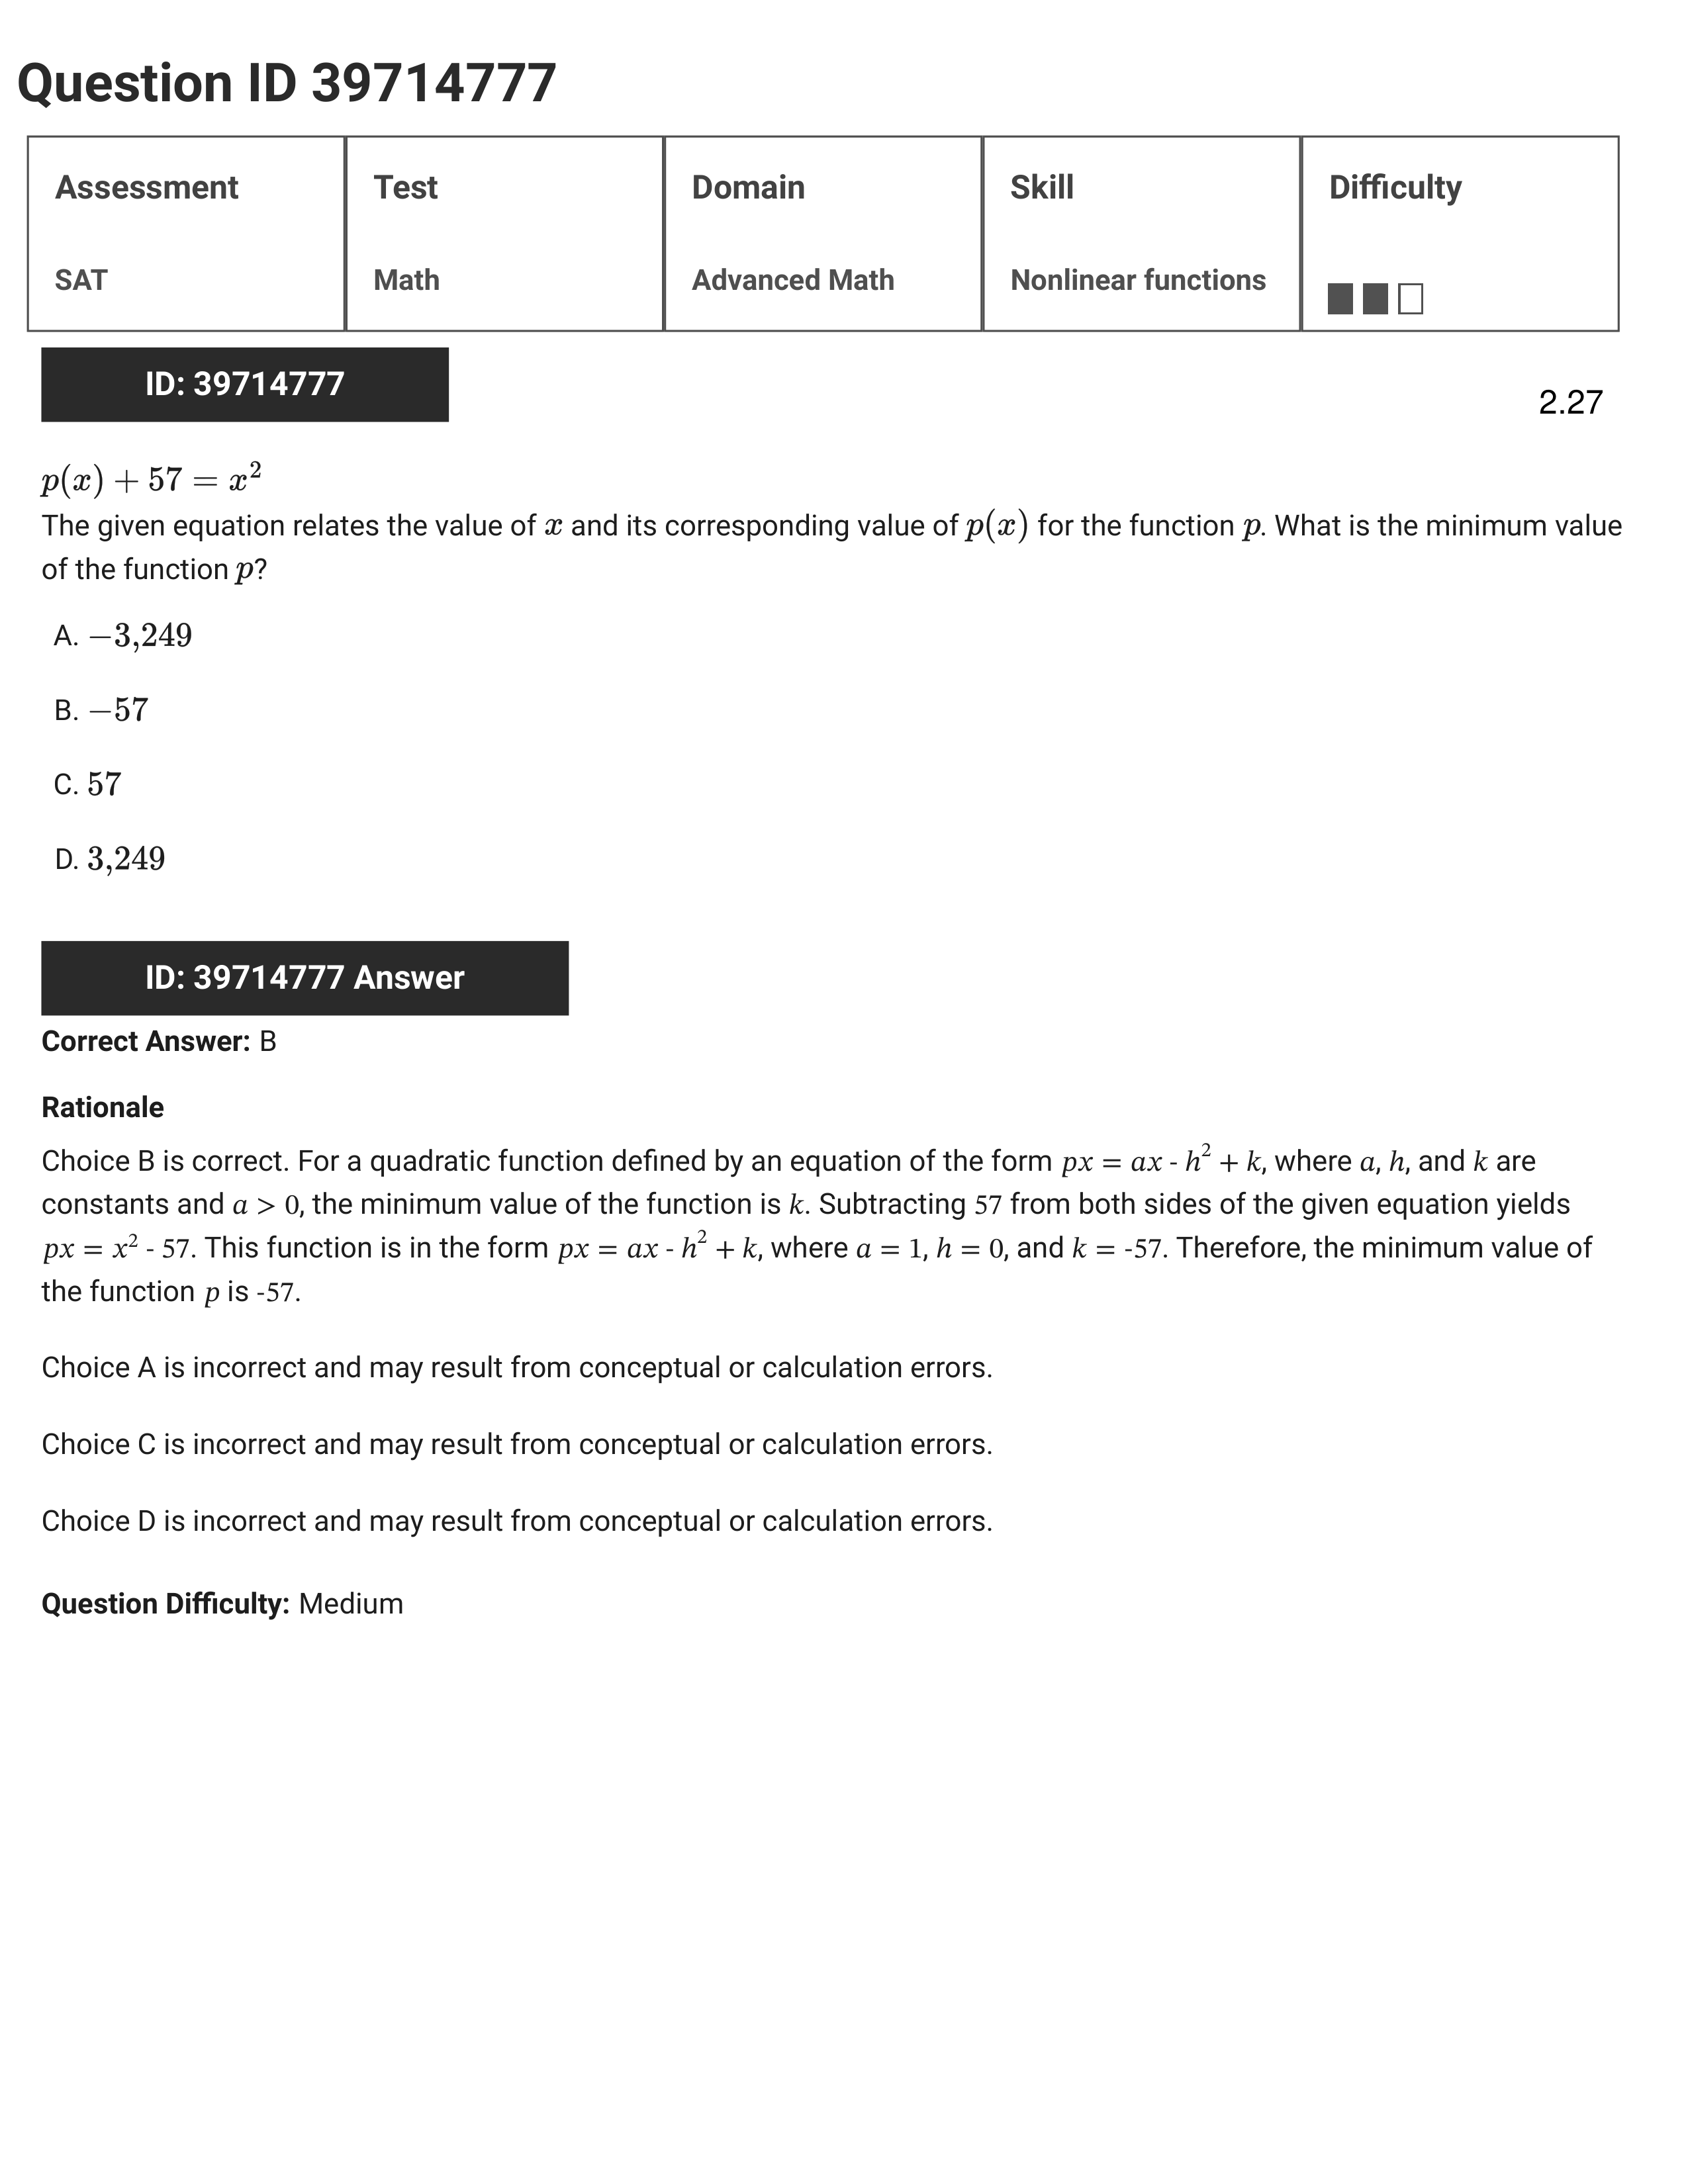 Question ID 39714777
Assessment Test Domain Skill Difficulty
SAT Math Advanced Math Nonlinear functions
ID: 39714777
2.27
p(x) + 57 = x²
The given equation relates the value of x and its corresponding value of p(x) for the function p. What is the minimum value
of the function p?
A. −3,249
B. −57
C. 57
D. 3,249
ID: 39714777 Answer
Correct Answer: B
Rationale
Choice B is correct. For a quadratic function defined by an equation of the form px = ax - h² + k, where a, h, and k are
constants and a > 0, the minimum value of the function is k. Subtracting 57 from both sides of the given equation yields
px = x² - 57. This function is in the form px = ax - h² + k, where a = 1, h = 0, and k = -57. Therefore, the minimum value of
the function p is -57.
Choice A is incorrect and may result from conceptual or calculation errors.
Choice C is incorrect and may result from conceptual or calculation errors.
Choice D is incorrect and may result from conceptual or calculation errors.
Question Difficulty: Medium